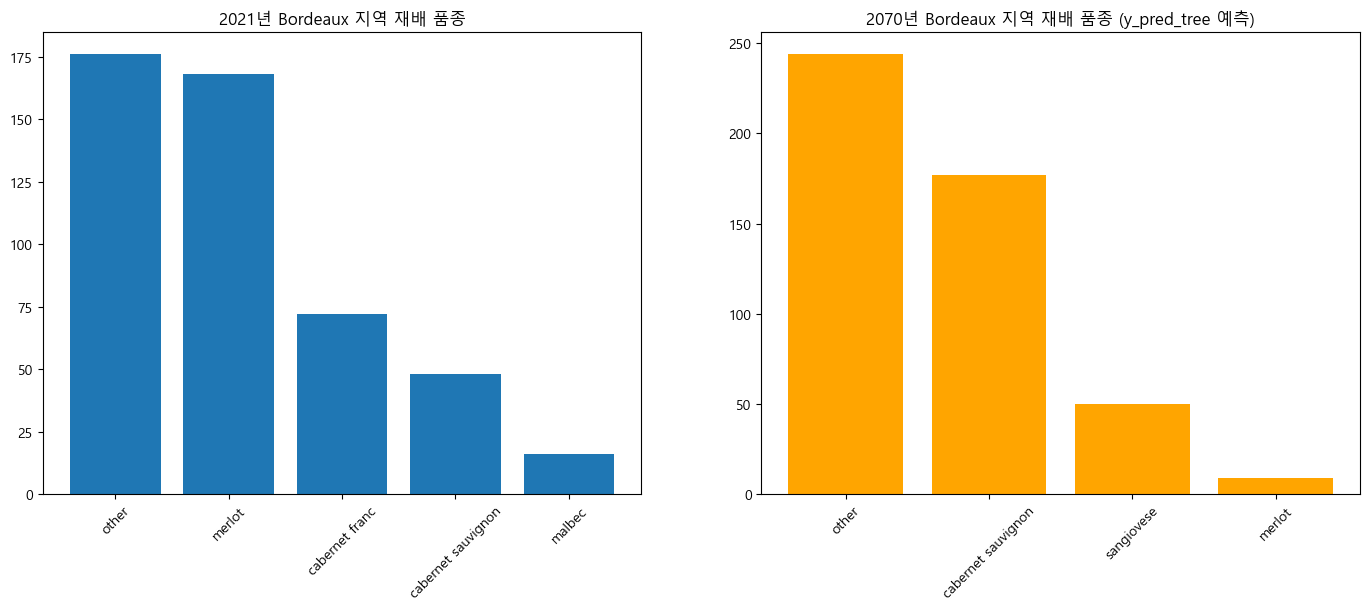 2021년 Bordeaux 지역 재배 품종
175
150
125
100
75
50
25
0
other
merlot
cabernet franc
cabernet sauvignon
malbec
2070년 Bordeaux 지역 재배 품종 (y_pred_tree 예측)
250
200
150
100
50
0
other
cabernet sauvignon
sangiovese
merlot